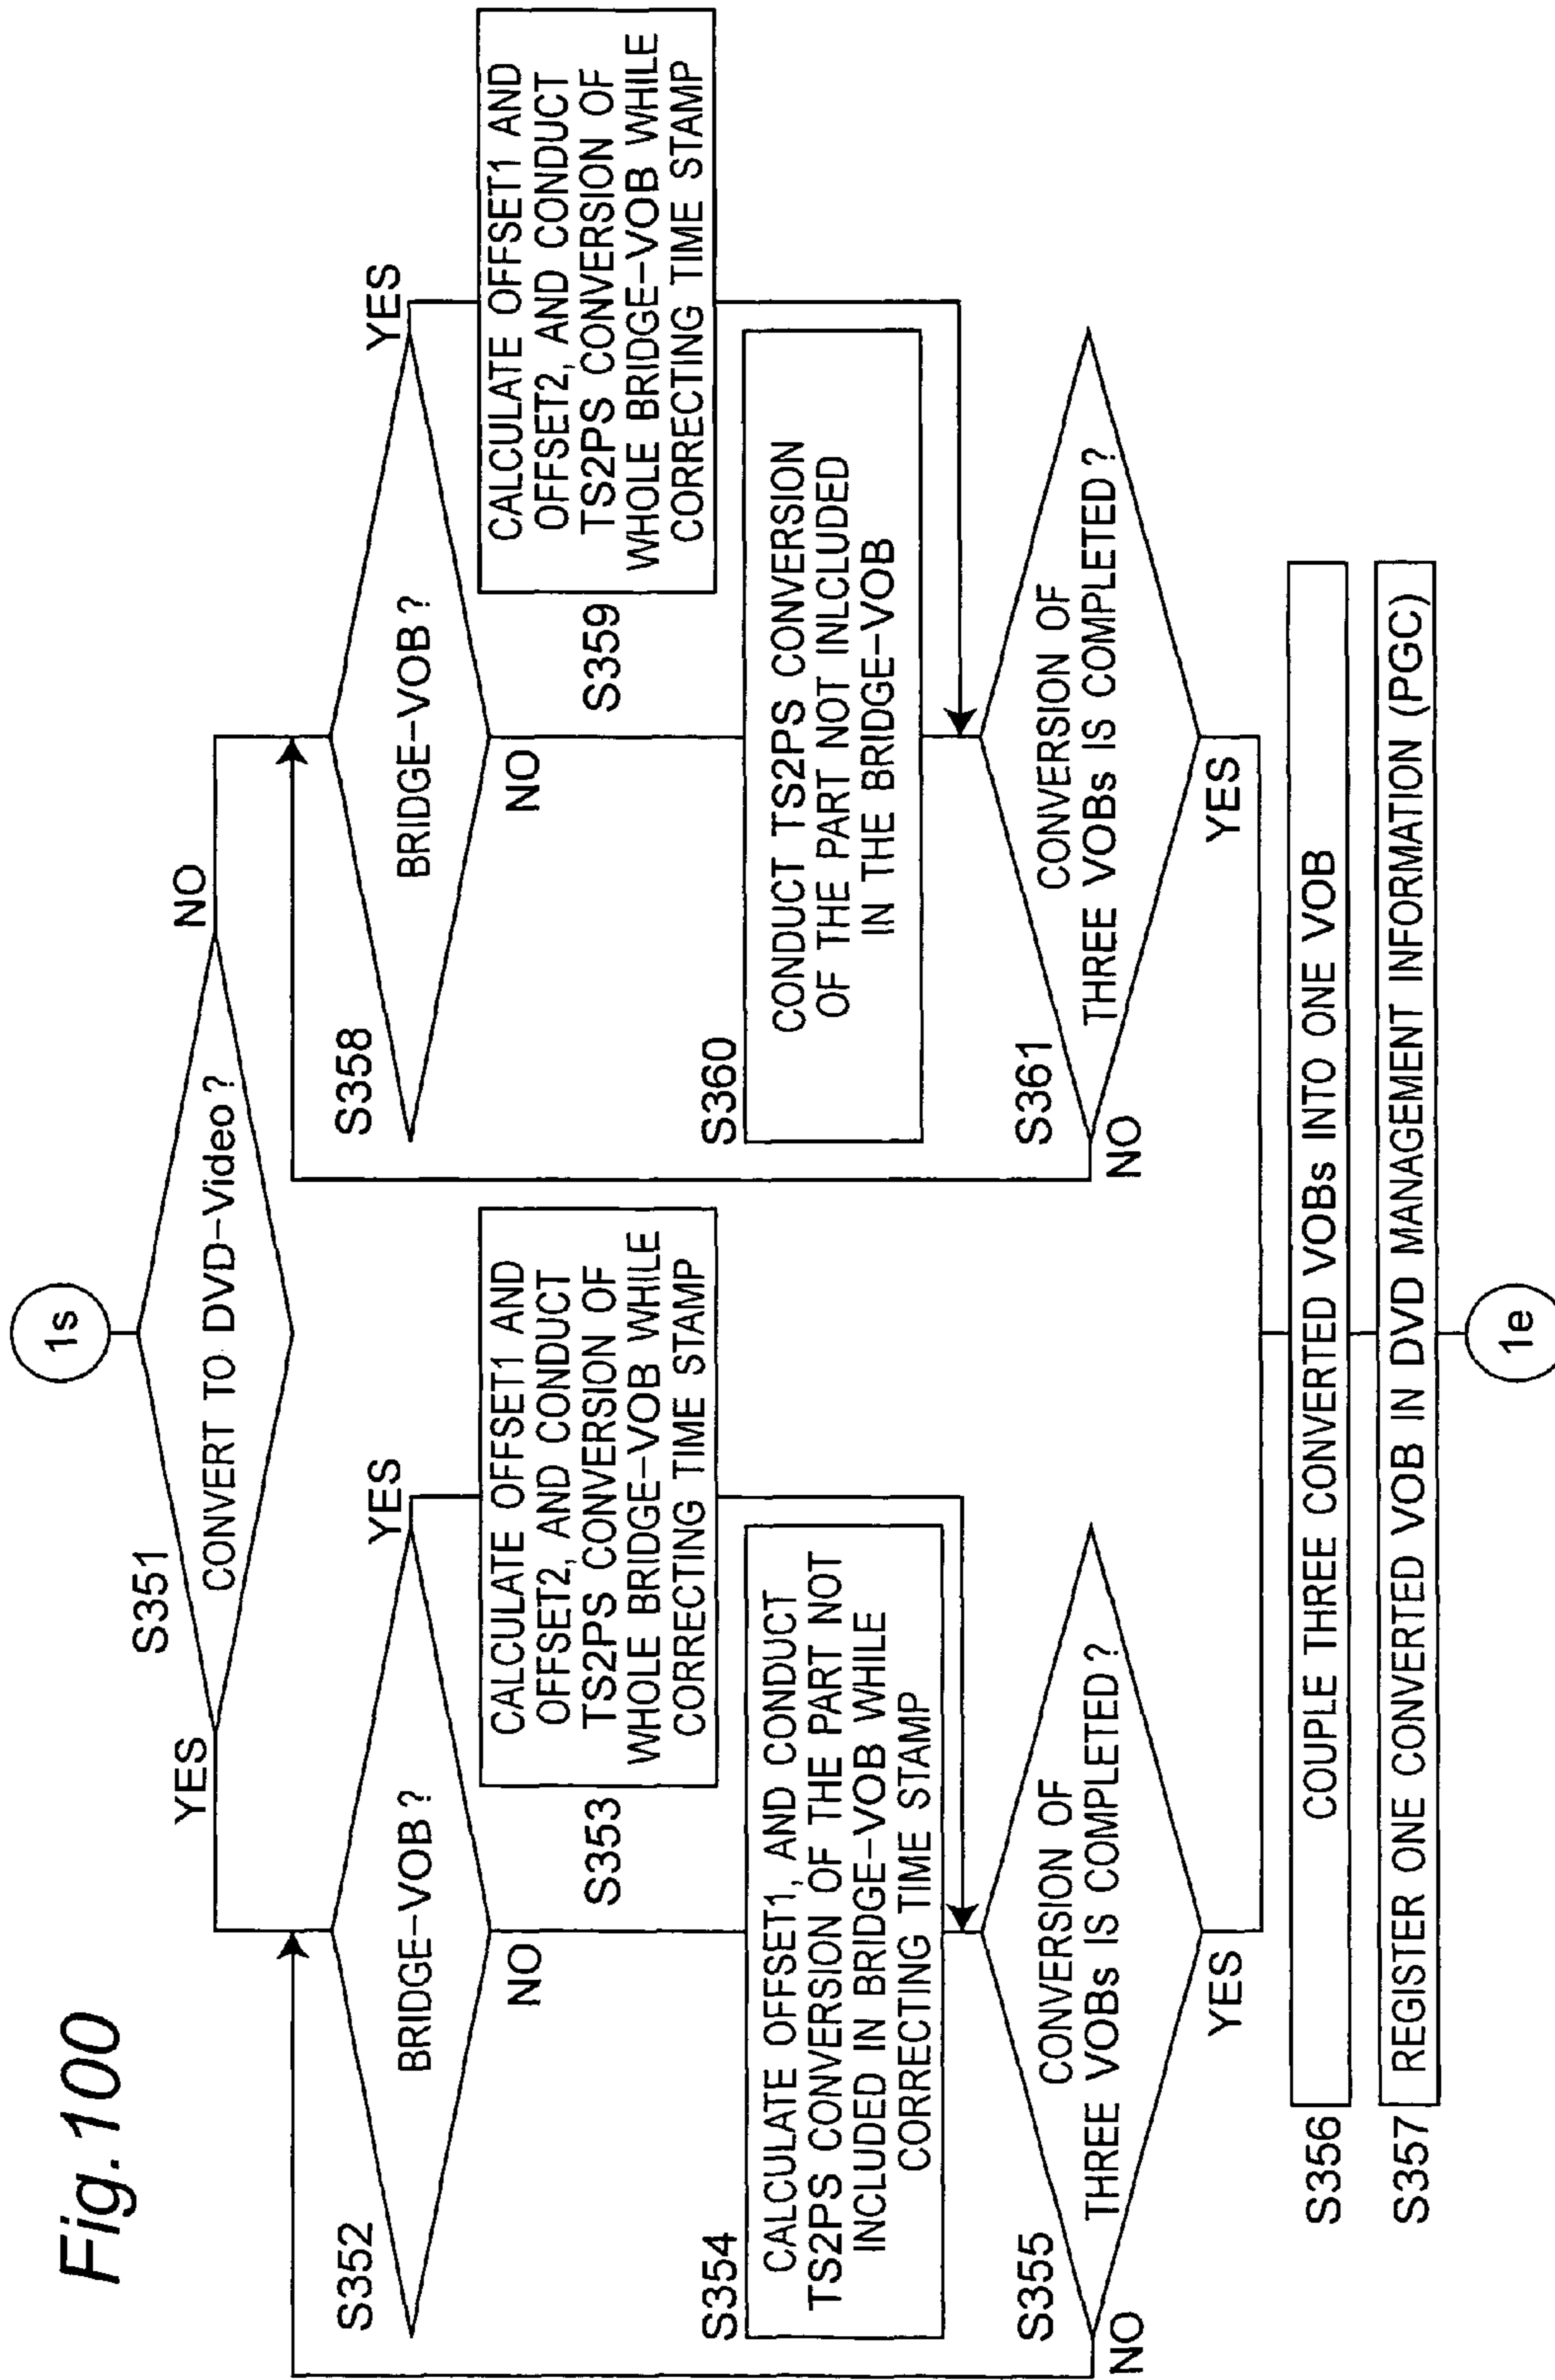 Fig.100
1s
S351
CONVERT TO DVD-Video?
YES
NO
S352
BRIDGE-VOB?
YES
NO
S353
CALCULATE OFFSET1 AND
OFFSET2, AND CONDUCT
TS2PS CONVERSION OF
WHOLE BRIDGE-VOB WHILE
CORRECTING TIME STAMP
S354
CALCULATE OFFSET1, AND CONDUCT
TS2PS CONVERSION OF THE PART NOT
INCLUDED IN BRIDGE-VOB WHILE
CORRECTING TIME STAMP
S355
CONVERSION OF
THREE VOBs IS COMPLETED?
NO
YES
S358
BRIDGE-VOB?
YES
NO
S359
CALCULATE OFFSET1 AND
OFFSET2, AND CONDUCT
TS2PS CONVERSION OF
WHOLE BRIDGE-VOB WHILE
CORRECTING TIME STAMP
S360
CONDUCT TS2PS CONVERSION
OF THE PART NOT INLCLUDED
IN THE BRIDGE-VOB
S361
CONVERSION OF
THREE VOBs IS COMPLETED?
NO
YES
S356
COUPLE THREE CONVERTED VOBs INTO ONE VOB
S357
REGISTER ONE CONVERTED VOB IN DVD MANAGEMENT INFORMATION (PGC)
1e